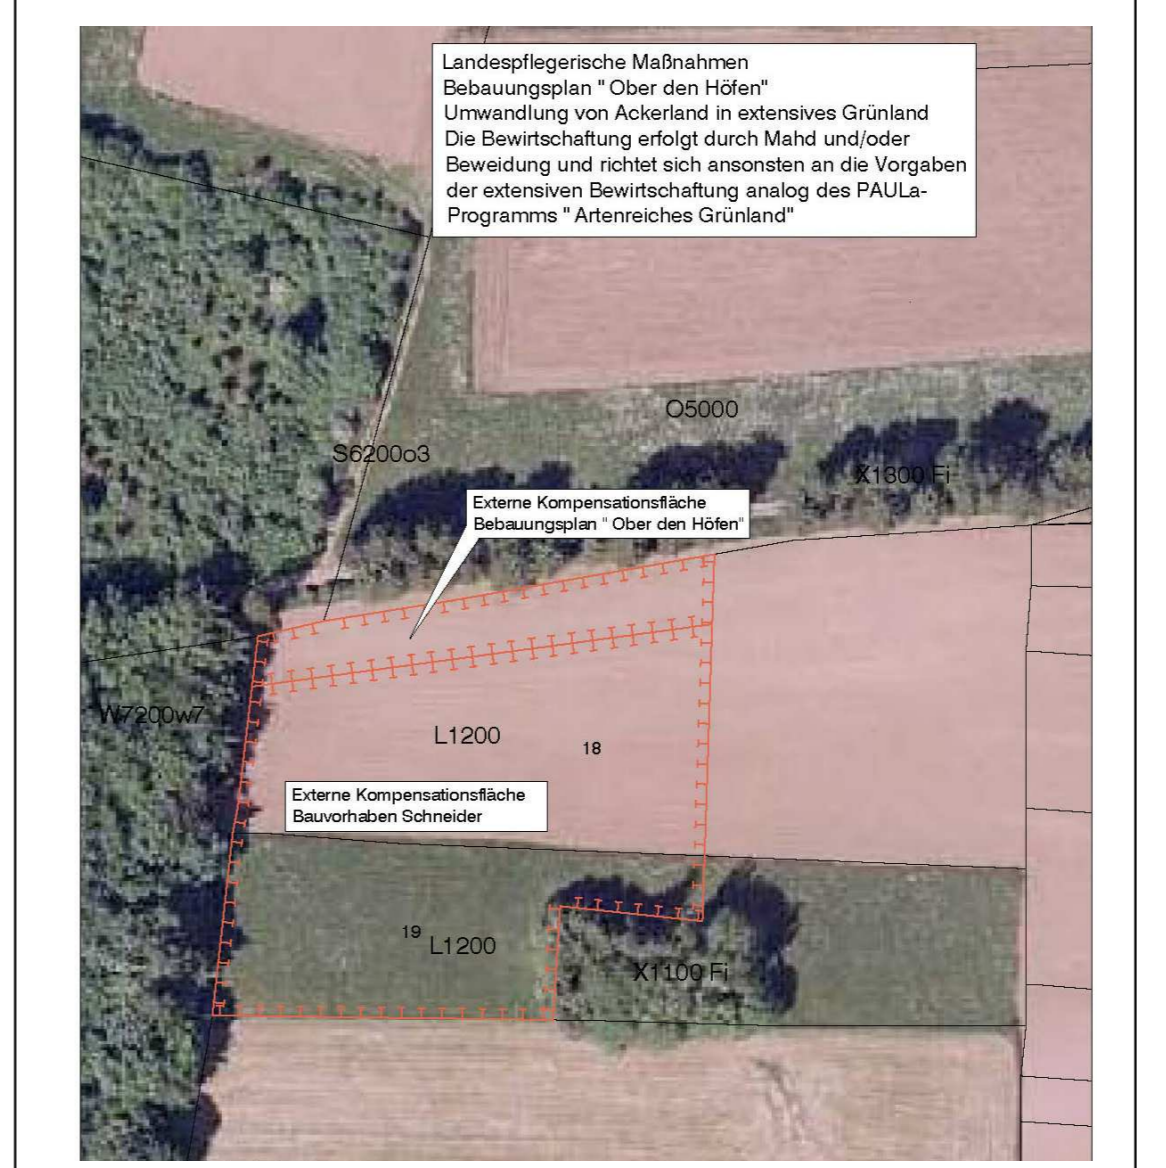 Landespflegerische Maßnahmen
Bebauungsplan " Ober den Höfen"
Umwandlung von Ackerland in extensives Grünland
Die Bewirtschaftung erfolgt durch Mahd und/oder
Beweidung und richtet sich ansonsten an die Vorgaben
der extensiven Bewirtschaftung analog des PAULa-
Programms " Artenreiches Grünland"
O5000
S6200o3
X1300 Fi
Externe Kompensationsfläche
Bebauungsplan " Ober den Höfen"
W7200w7
L1200
18
Externe Kompensationsfläche
Bauvorhaben Schneider
19
L1200
X1100 Fi